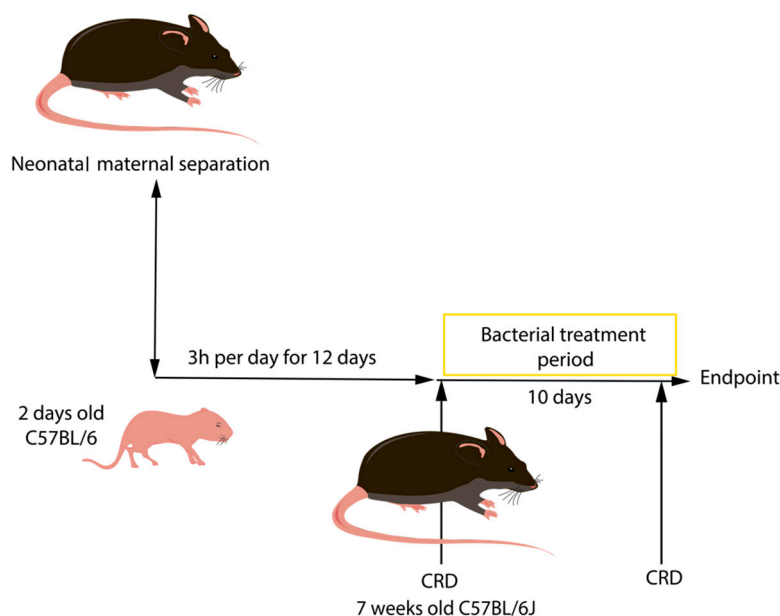 Neonatal maternal separation
3h per day for 12 days
Bacterial treatment
period
Endpoint
10 days
2 days old
C57BL/6
CRD
CRD
7 weeks old C57BL/6J